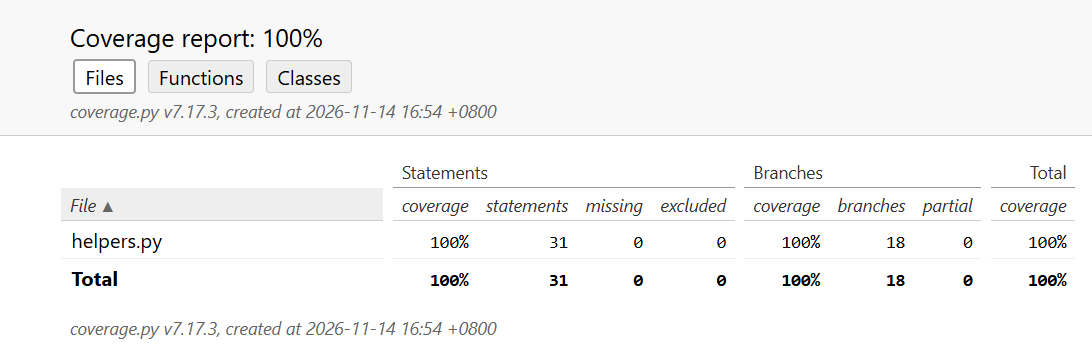 Coverage report: 100%
Files Functions Classes
coverage.py v7.17.3, created at 2026-11-14 16:54 +0800
Statements Branches Total
File ▲ coverage statements missing excluded coverage branches partial coverage
helpers.py 100% 31 0 0 100% 18 0 100%
Total 100% 31 0 0 100% 18 0 100%
coverage.py v7.17.3, created at 2026-11-14 16:54 +0800